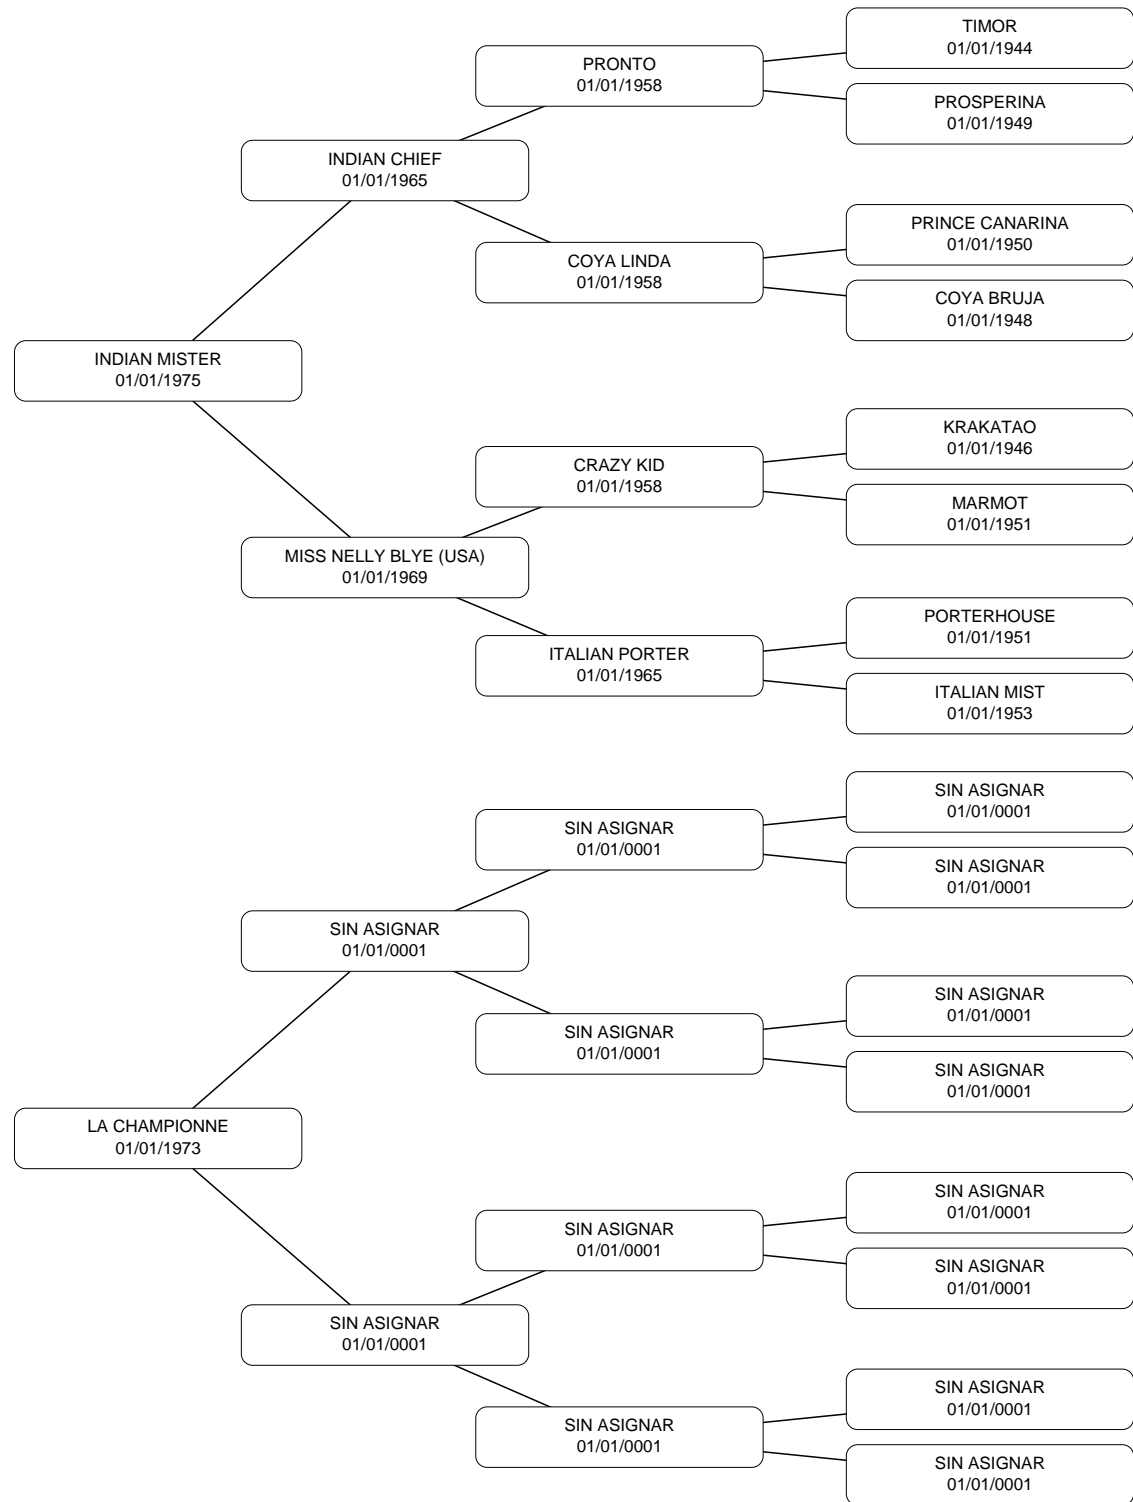 TIMOR
01/01/1944
PRONTO
01/01/1958
PROSPERINA
01/01/1949
INDIAN CHIEF
01/01/1965
PRINCE CANARINA
01/01/1950
COYA LINDA
01/01/1958
COYA BRUJA
01/01/1948
INDIAN MISTER
01/01/1975
KRAKATAO
01/01/1946
CRAZY KID
01/01/1958
MARMOT
01/01/1951
MISS NELLY BLYE (USA)
01/01/1969
PORTERHOUSE
01/01/1951
ITALIAN PORTER
01/01/1965
ITALIAN MIST
01/01/1953
SIN ASIGNAR
01/01/0001
SIN ASIGNAR
01/01/0001
SIN ASIGNAR
01/01/0001
SIN ASIGNAR
01/01/0001
SIN ASIGNAR
01/01/0001
SIN ASIGNAR
01/01/0001
SIN ASIGNAR
01/01/0001
LA CHAMPIONNE
01/01/1973
SIN ASIGNAR
01/01/0001
SIN ASIGNAR
01/01/0001
SIN ASIGNAR
01/01/0001
SIN ASIGNAR
01/01/0001
SIN ASIGNAR
01/01/0001
SIN ASIGNAR
01/01/0001
SIN ASIGNAR
01/01/0001